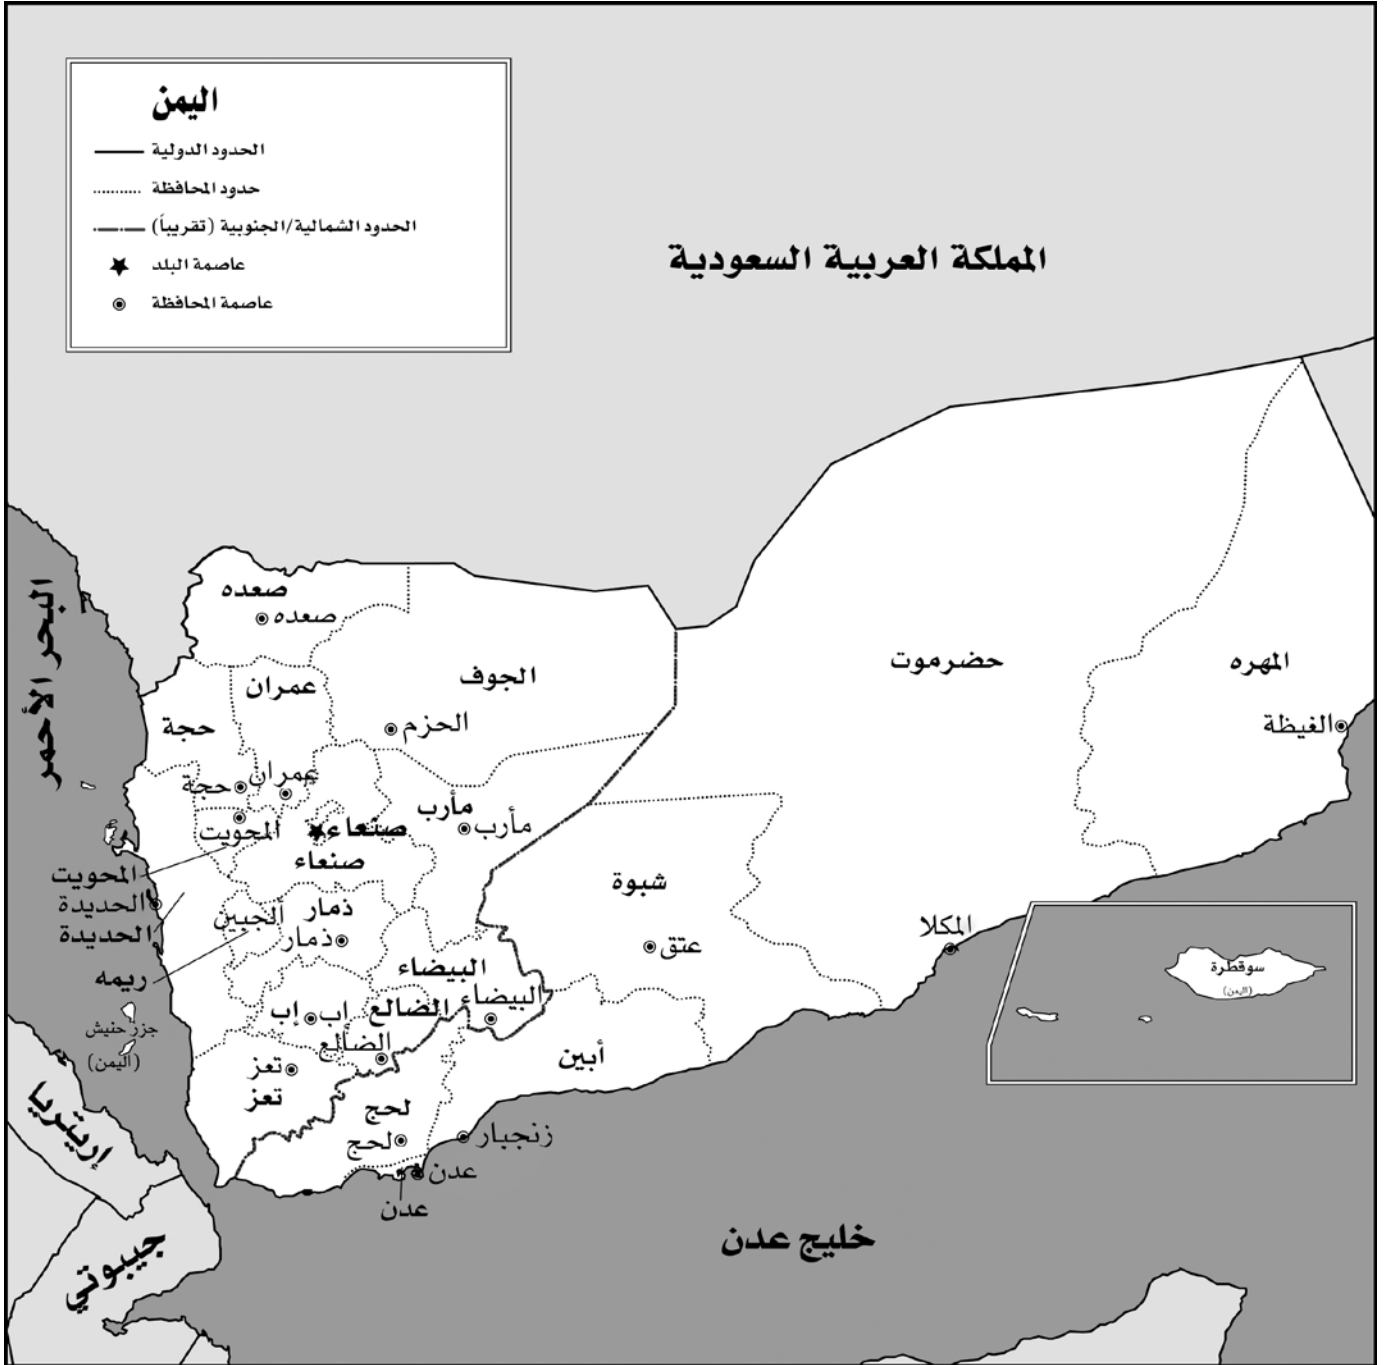 اليمن
الحدود الدولية
حدود المحافظة
الحدود الشمالية/الجنوبية (تقريباً)
عاصمة البلد
عاصمة المحافظة
المملكة العربية السعودية
البحر الأحمر
صعده
صعده
الجوف
عمران
حضرموت
المهره
حجة
الحزم
الغيظة
عمران
حجة
مأرب
مأرب
المحويت
صنعاء
صنعاء
المحويت
شبوة
الحديدة
ذمار
الجبين
المكلا
الحديدة
ذمار
عتق
ريمه
البيضاء
البيضاء
سوقطرة
(اليمن)
إب
اب
الضالع
جزر حنيش
(اليمن)
الضالع
أبين
تعز
تعز
لحج
لحج
زنجبار
عدن
عدن
إريتريا
جيبوتي
خليج عدن